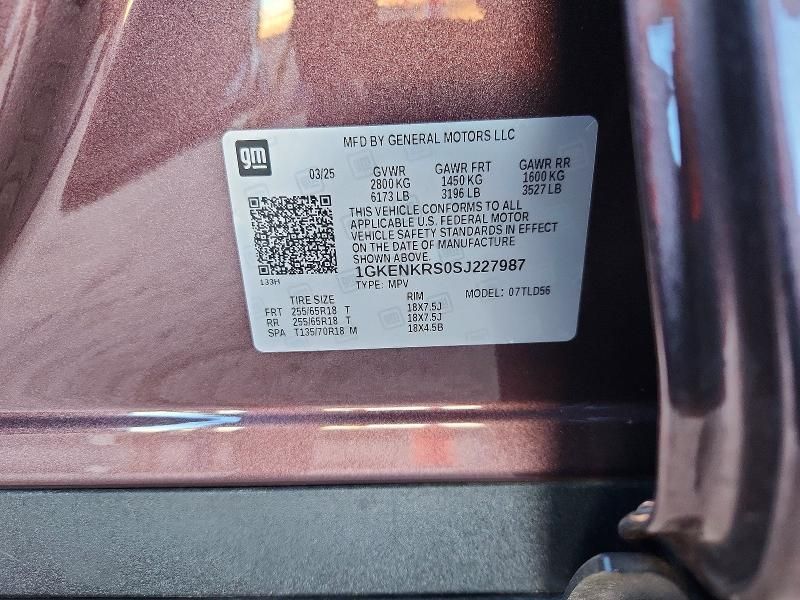 MFD BY GENERAL MOTORS LLC
gm
03/25 GVWR GAWR FRT GAWR RR
2800 KG 1450 KG 1600 KG
6173 LB 3196 LB 3527 LB
THIS VEHICLE CONFORMS TO ALL
APPLICABLE U.S. FEDERAL MOTOR
VEHICLE SAFETY STANDARDS IN EFFECT
ON THE DATE OF MANUFACTURE
SHOWN ABOVE.
133H
1GKENKRS0SJ227987
TYPE: MPV MODEL: 07TLD56
TIRE SIZE RIM
FRT 255/65R18 T 18X7.5J
RR 255/65R18 T 18X7.5J
SPA T135/70R18 M 18X4.5B